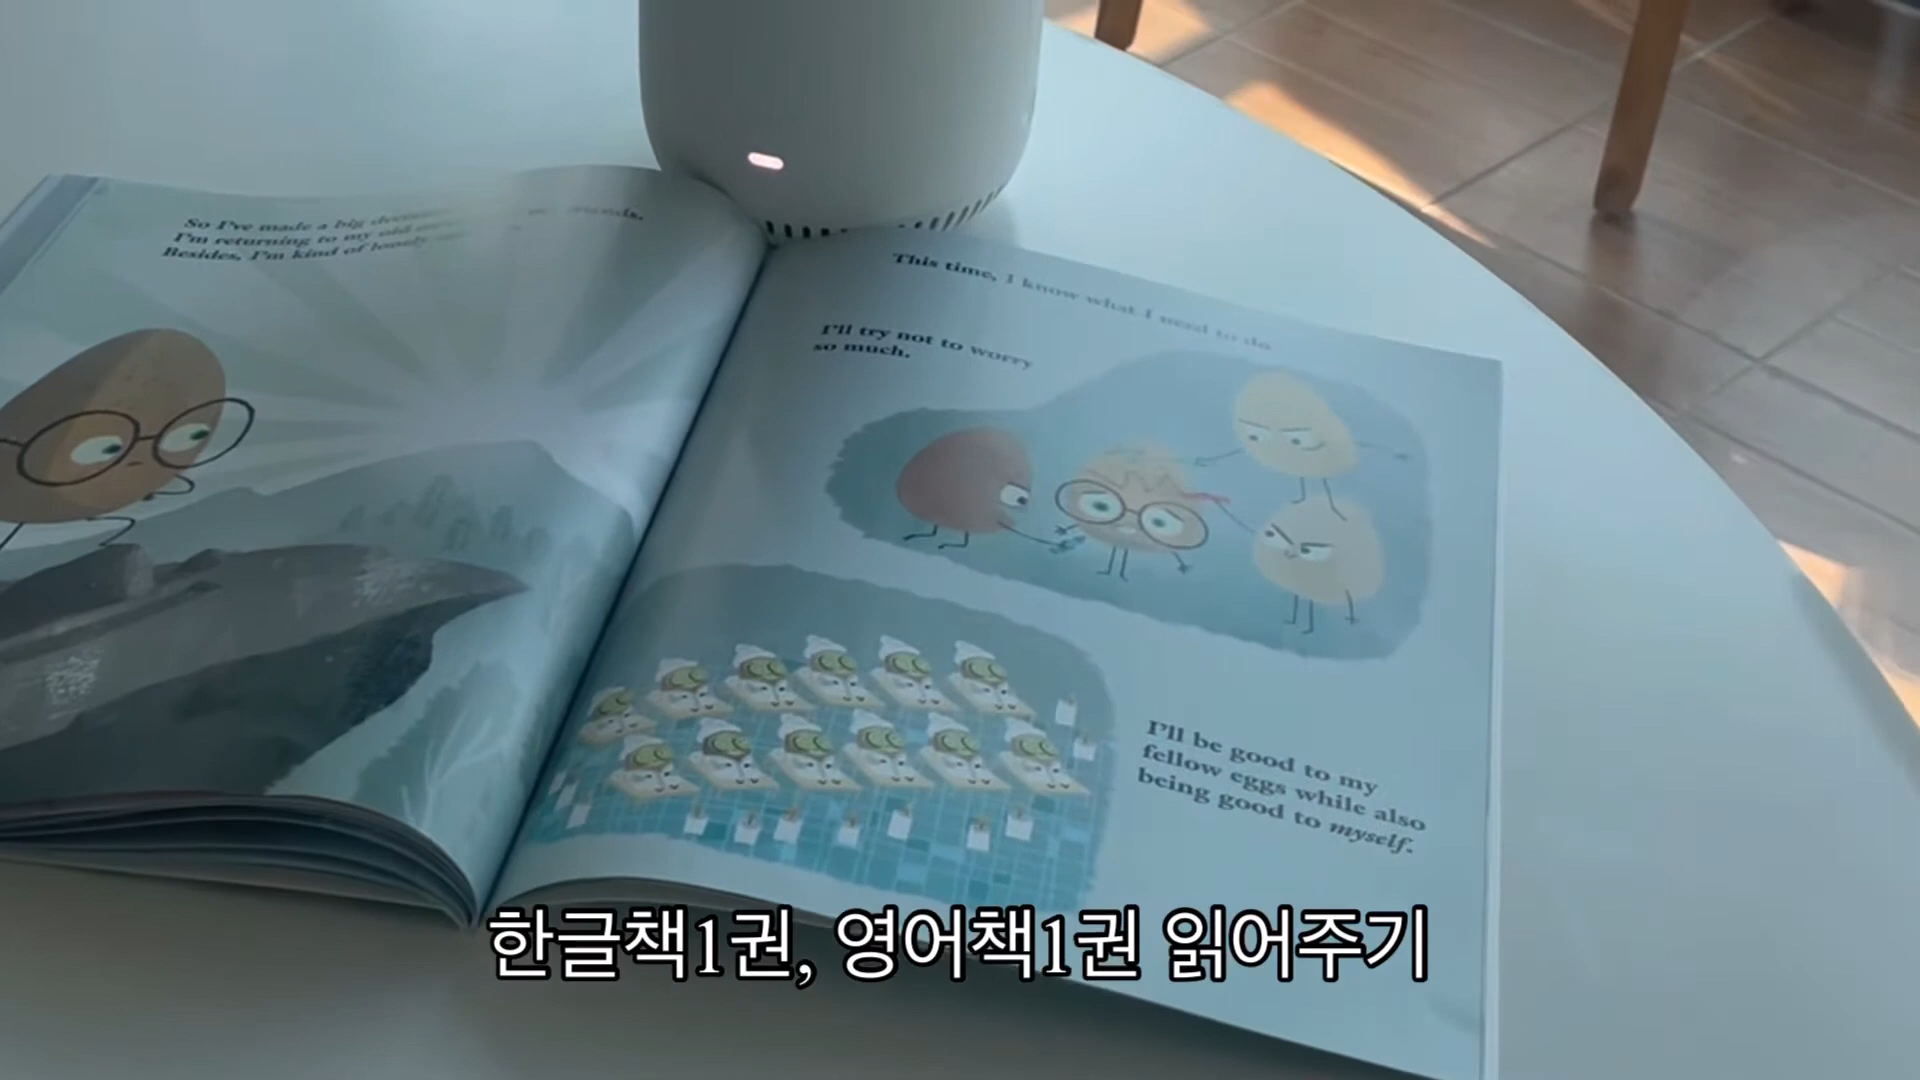 So I've made a big
I'm returning to my old
Besides, I'm kind of lonely
This time, I know what I need to do
I'll try not to worry
so much.
I'll be good to my
fellow eggs while also
being good to myself.
한글책1권, 영어책1권 읽어주기